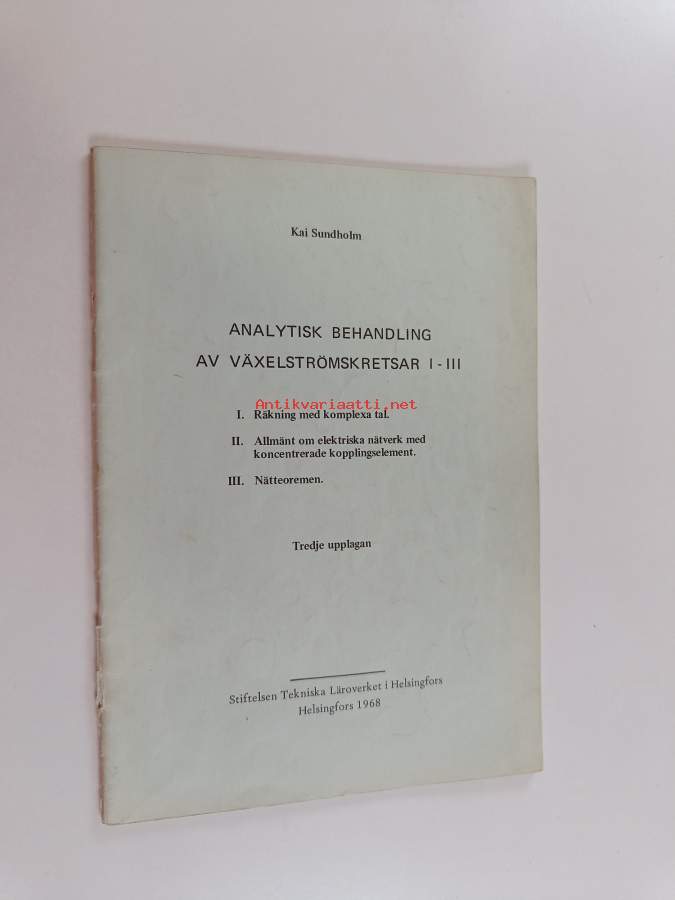 Kai Sundholm
ANALYTISK BEHANDLING
AV VÄXELSTRÖMSKRETSAR I - III
Antikvariaatti.net
I. Räkning med komplexa tal.
II. Allmänt om elektriska nätverk med
koncentrerade kopplingselement.
III. Nätteoremen.
Tredje upplagan
Stiftelsen Tekniska Läroverket i Helsingfors
Helsingfors 1968